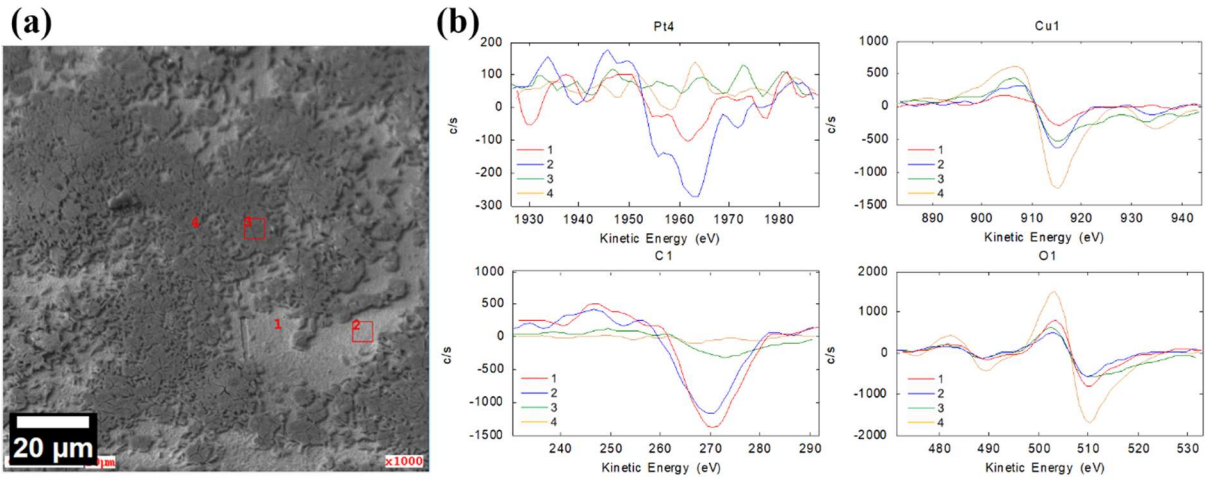 (a)
4
3
1
2
20 μm
x1000
(b)
Pt4
200
100
0
-100
-200
-300
c/s
1
2
3
4
1930 1940 1950 1960 1970 1980
Kinetic Energy (eV)
Cu1
1000
500
0
-500
-1000
-1500
c/s
1
2
3
4
890 900 910 920 930 940
Kinetic Energy (eV)
C1
1000
500
0
-500
-1000
-1500
c/s
1
2
3
4
240 250 260 270 280 290
Kinetic Energy (eV)
O1
2000
1000
0
-1000
-2000
c/s
1
2
3
4
480 490 500 510 520 530
Kinetic Energy (eV)